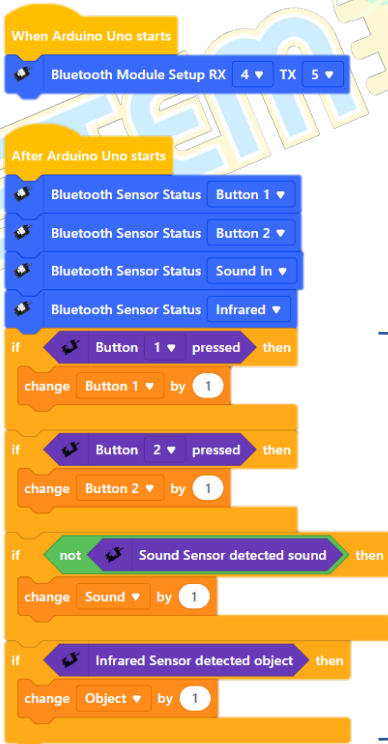 When Arduino Uno starts
Bluetooth Module Setup RX 4 TX 5
After Arduino Uno starts
Bluetooth Sensor Status Button 1
Bluetooth Sensor Status Button 2
Bluetooth Sensor Status Sound In
Bluetooth Sensor Status Infrared
if Button 1 pressed then
change Button 1 by 1
if Button 2 pressed then
change Button 2 by 1
if not Sound Sensor detected sound then
change Sound by 1
if Infrared Sensor detected object then
change Object by 1